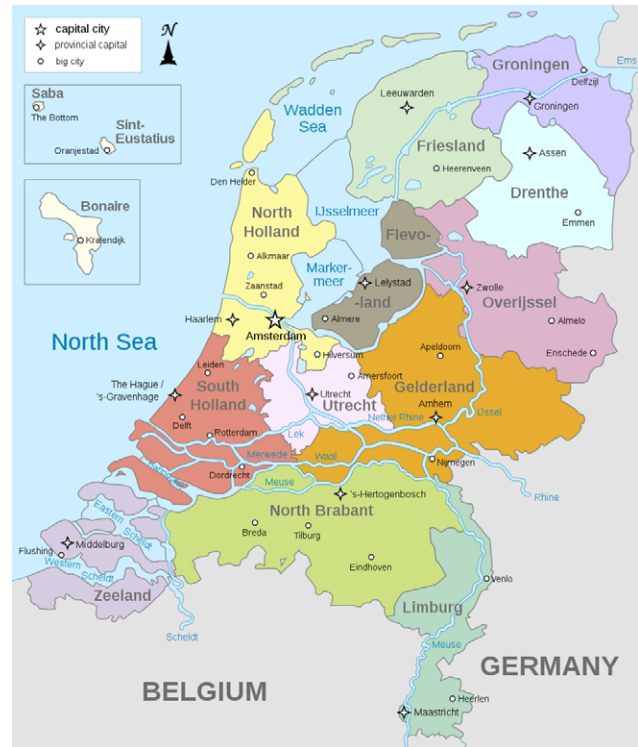 capital city
provincial capital
big city
N
Saba
The Bottom
Sint-
Eustatius
Oranjestad
Bonaire
Kralendijk
Groningen
Ems
Delfzijl
Groningen
Leeuwarden
Friesland
Heerenveen
Assen
Drenthe
Emmen
Wadden
Sea
Den Helder
North
Holland
IJsselmeer
Alkmaar
Marker-
meer
Zaanstad
Flevo-
-land
Lelystad
Almere
Zwolle
Overijssel
Almelo
Enschede
Haarlem
Amsterdam
Hilversum
North Sea
Apeldoorn
Amersfoort
Gelderland
Arnhem
IJssel
Leiden
The Hague /
's-Gravenhage
South
Holland
Utrecht
Utrecht
Nether Rhine
Delft
Rotterdam
Lek
Merwede
Waal
Nijmegen
Rhine
Dordrecht
Meuse
's-Hertogenbosch
North Brabant
Breda
Tilburg
Eindhoven
Eastern
Scheldt
Middelburg
Flushing
Western
Scheldt
Zeeland
Scheldt
Venlo
Limburg
Meuse
Heerlen
Maastricht
BELGIUM
GERMANY